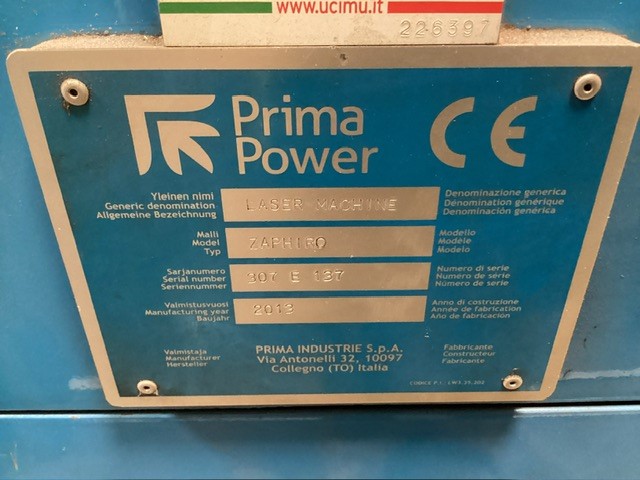 www.ucimu.it
226397
Prima
Power
CE
Yleinen nimi
Generic denomination
Allgemeine Bezeichnung
LASER MACHINE
Denominazione generica
Dénomination générique
Denominación genérica
Malli
Model
Typ
ZAPHIRO
Modello
Modèle
Modelo
Sarjanumero
Serial number
Seriennummer
307 E 137
Numero di serie
Numéro de série
Número de serie
Valmistusvuosi
Manufacturing year
Baujahr
2013
Anno di costruzione
Année de fabrication
Año de fabricación
Valmistaja
Manufacturer
Hersteller
PRIMA INDUSTRIE S.p.A.
Via Antonelli 32, 10097
Collegno (TO) Italia
Fabbricante
Constructeur
Fabricante
CODICE P.I.